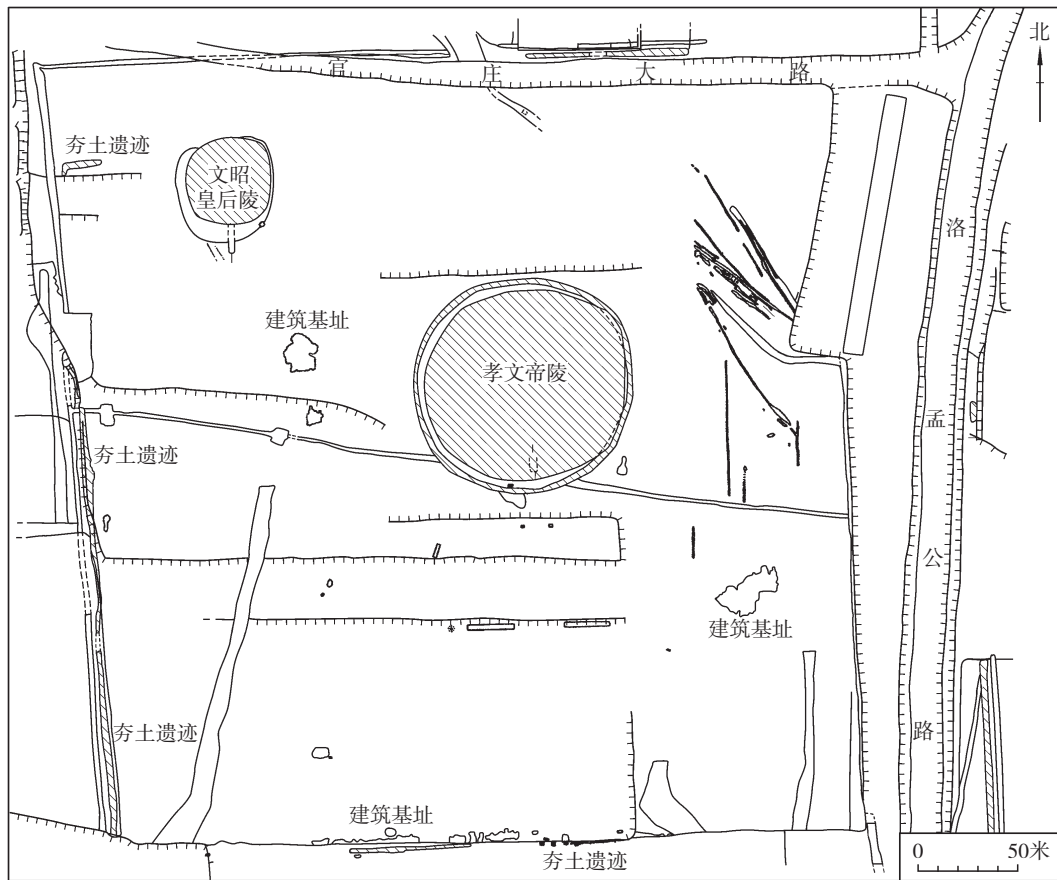 北
官庄大路
夯土遗迹
文昭
皇后陵
洛孟公路
建筑基址
孝文帝陵
夯土遗迹
建筑基址
夯土遗迹
建筑基址
夯土遗迹
0 50米